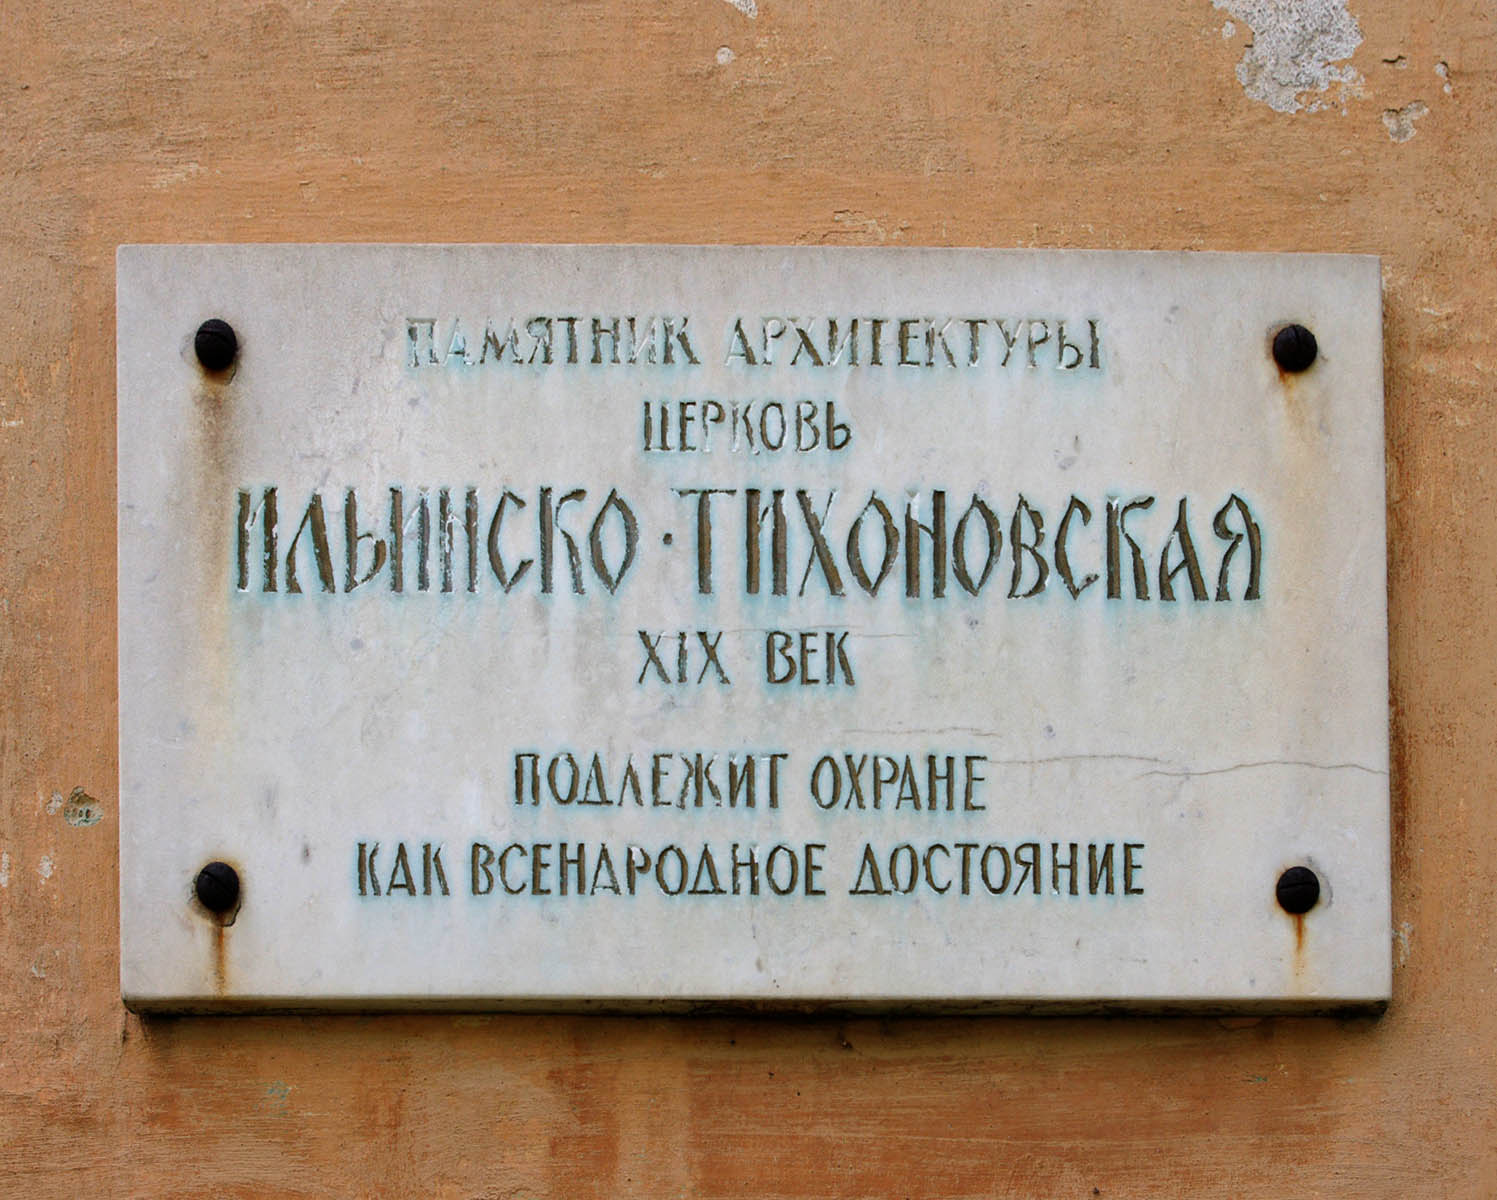 ПАМЯТНИК АРХИТЕКТУРЫ
ЦЕРКОВЬ
ИЛЬИНСКО·ТИХОНОВСКАЯ
XIX ВЕК
ПОДЛЕЖИТ ОХРАНЕ
КАК ВСЕНАРОДНОЕ ДОСТОЯНИЕ